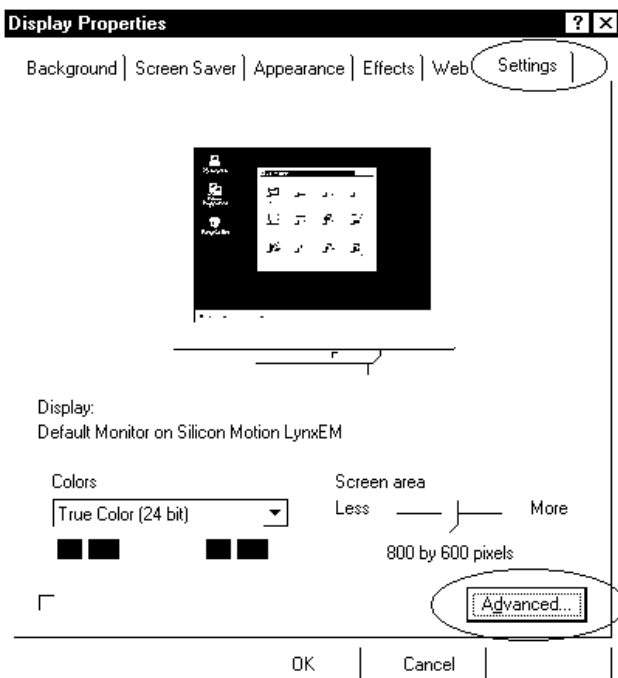 Display Properties ? ×
Background Screen Saver Appearance Effects Web Settings
Display:
Default Monitor on Silicon Motion LynxEM
Colors
True Color (24 bit)
Screen area
Less More
800 by 600 pixels
Advanced...
OK Cancel